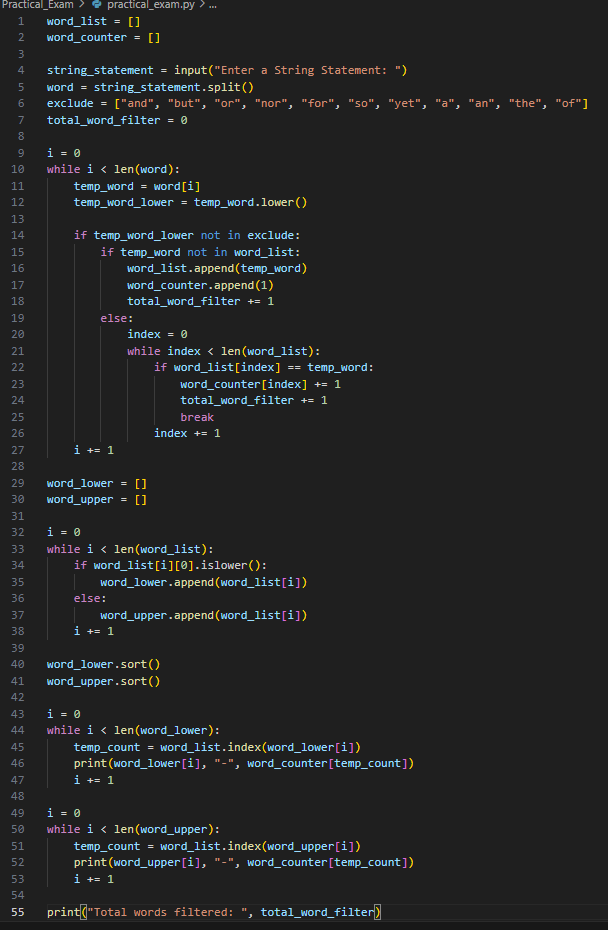 Practical_Exam > practical_exam.py > ...
1 word_list = []
2 word_counter = []
3
4 string_statement = input("Enter a String Statement: ")
5 word = string_statement.split()
6 exclude = ["and", "but", "or", "nor", "for", "so", "yet", "a", "an", "the", "of"]
7 total_word_filter = 0
8
9 i = 0
10 while i < len(word):
11     temp_word = word[i]
12     temp_word_lower = temp_word.lower()
13
14     if temp_word_lower not in exclude:
15         if temp_word not in word_list:
16             word_list.append(temp_word)
17             word_counter.append(1)
18             total_word_filter += 1
19         else:
20             index = 0
21             while index < len(word_list):
22                 if word_list[index] == temp_word:
23                     word_counter[index] += 1
24                     total_word_filter += 1
25                     break
26                 index += 1
27     i += 1
28
29 word_lower = []
30 word_upper = []
31
32 i = 0
33 while i < len(word_list):
34     if word_list[i][0].islower():
35         word_lower.append(word_list[i])
36     else:
37         word_upper.append(word_list[i])
38     i += 1
39
40 word_lower.sort()
41 word_upper.sort()
42
43 i = 0
44 while i < len(word_lower):
45     temp_count = word_list.index(word_lower[i])
46     print(word_lower[i], "-", word_counter[temp_count])
47     i += 1
48
49 i = 0
50 while i < len(word_upper):
51     temp_count = word_list.index(word_upper[i])
52     print(word_upper[i], "-", word_counter[temp_count])
53     i += 1
54
55 print("Total words filtered: ", total_word_filter)